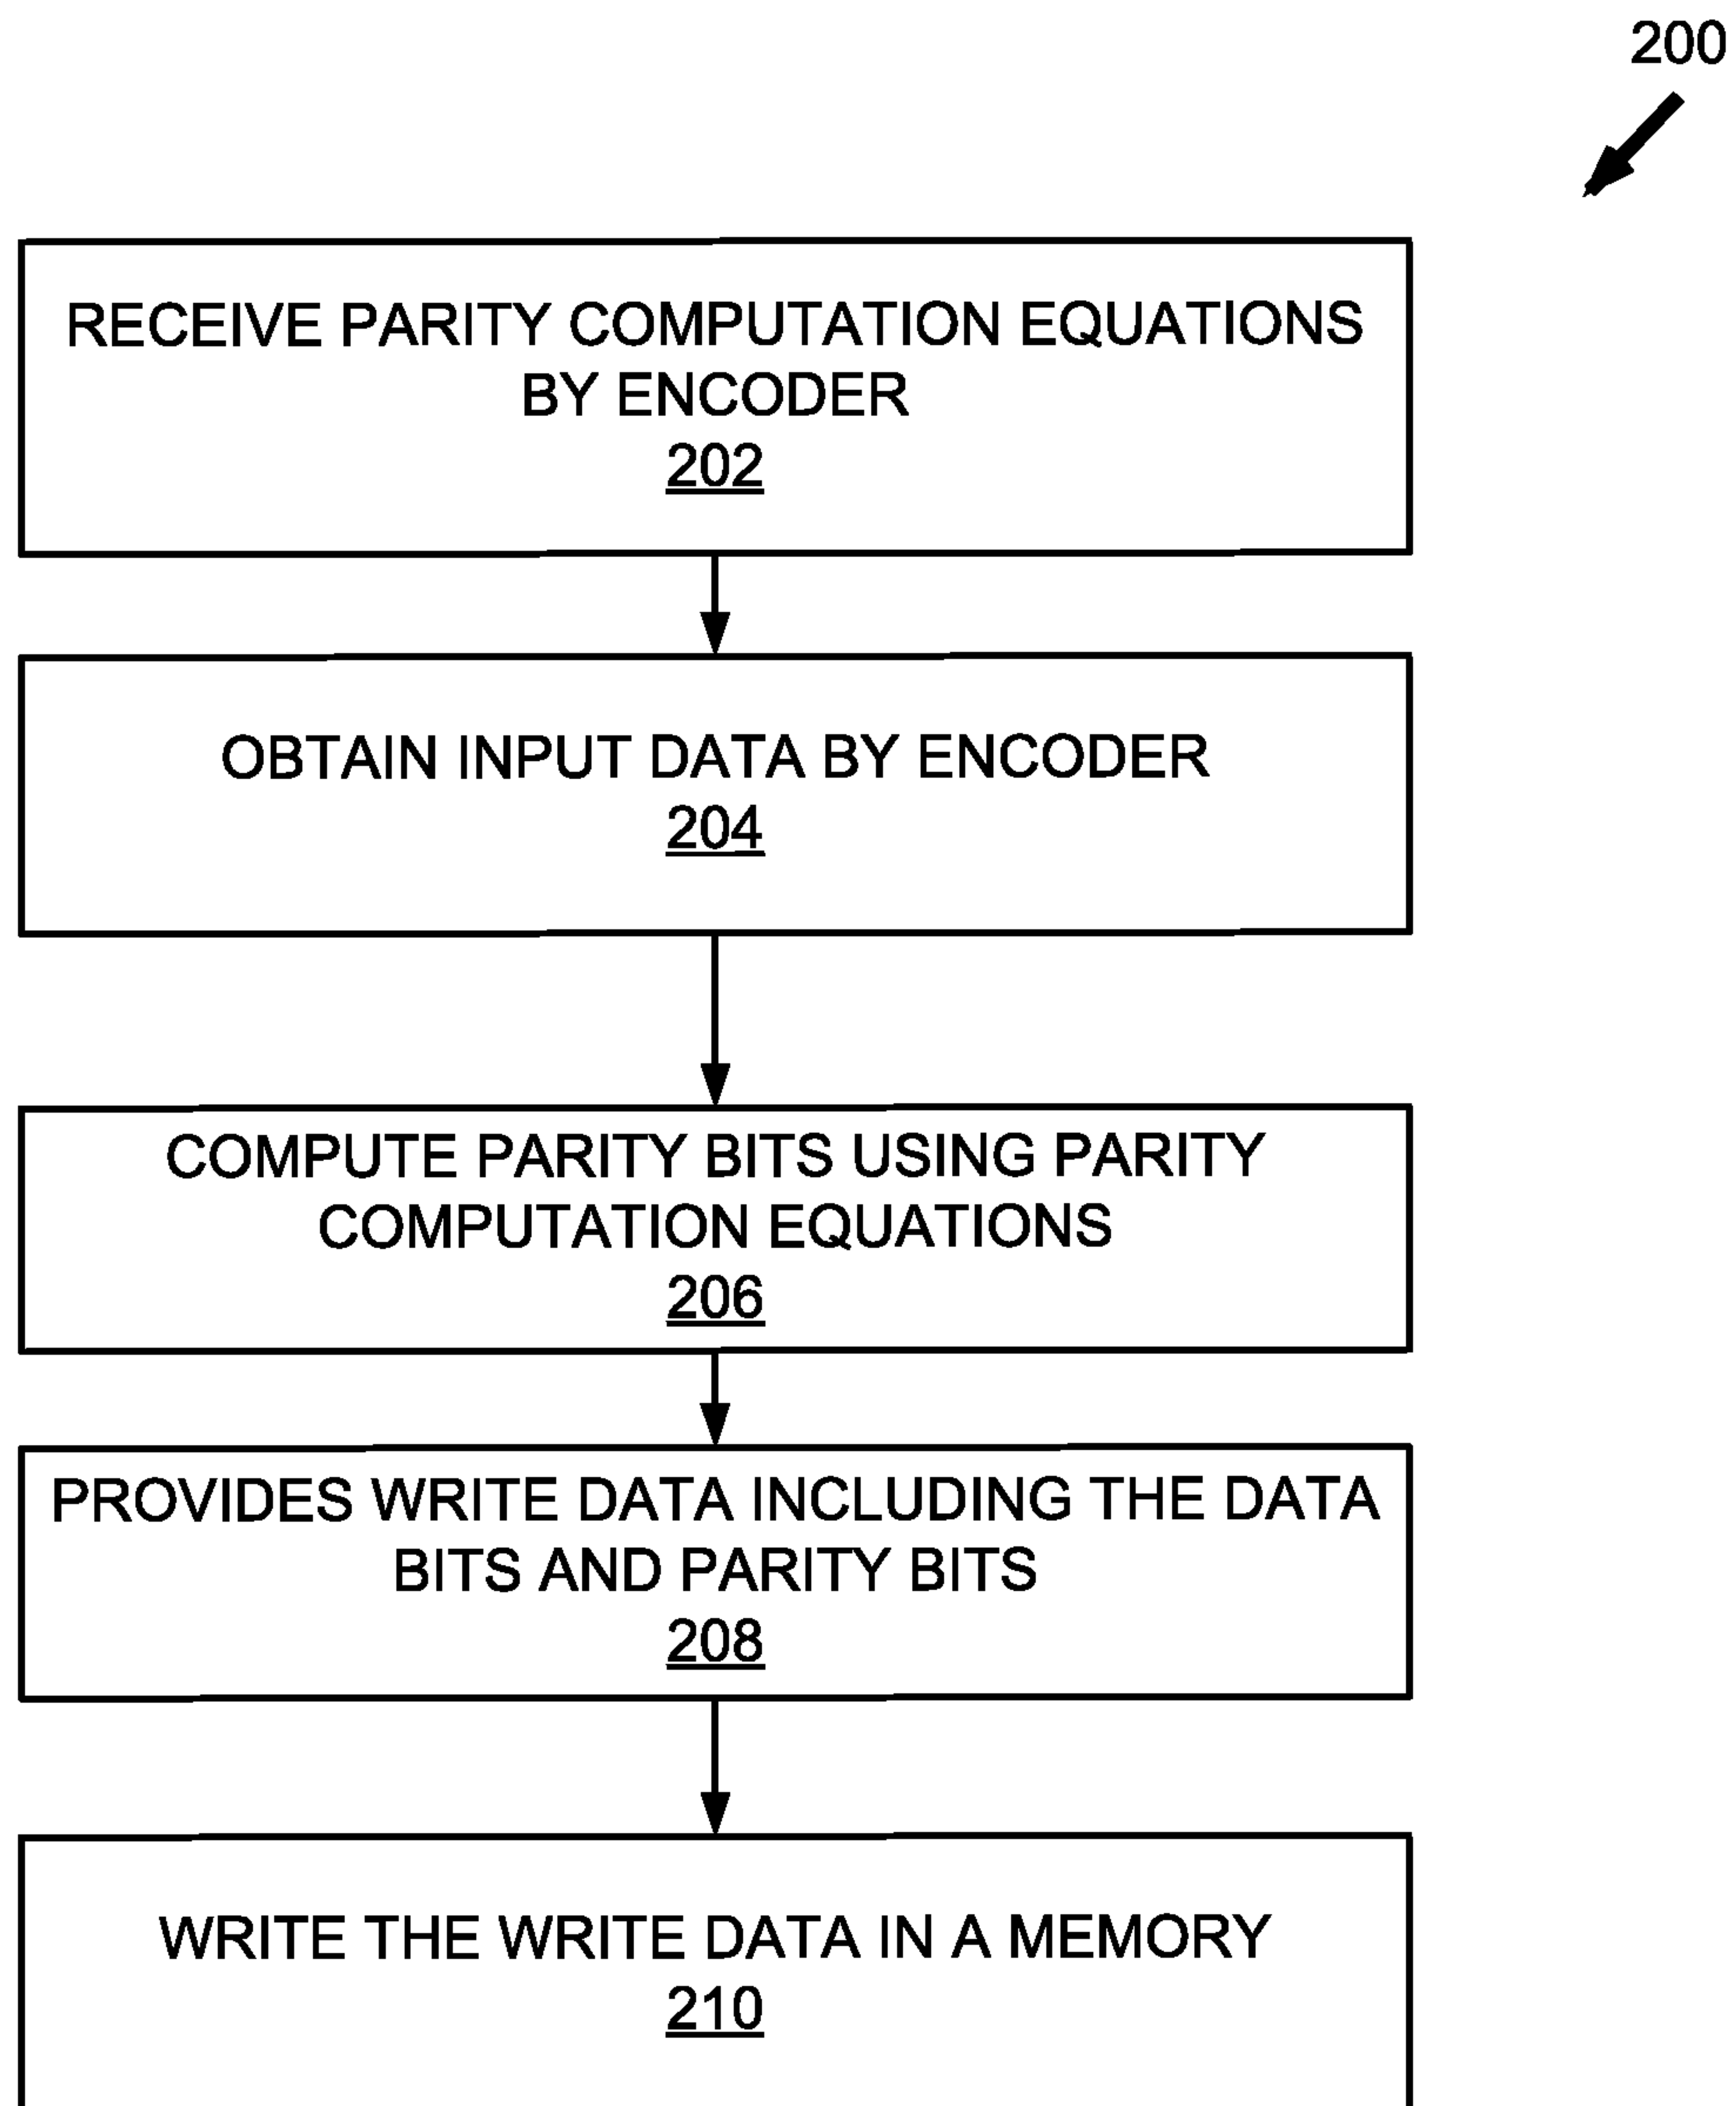 200
RECEIVE PARITY COMPUTATION EQUATIONS
BY ENCODER
202
OBTAIN INPUT DATA BY ENCODER
204
COMPUTE PARITY BITS USING PARITY
COMPUTATION EQUATIONS
206
PROVIDES WRITE DATA INCLUDING THE DATA
BITS AND PARITY BITS
208
WRITE THE WRITE DATA IN A MEMORY
210